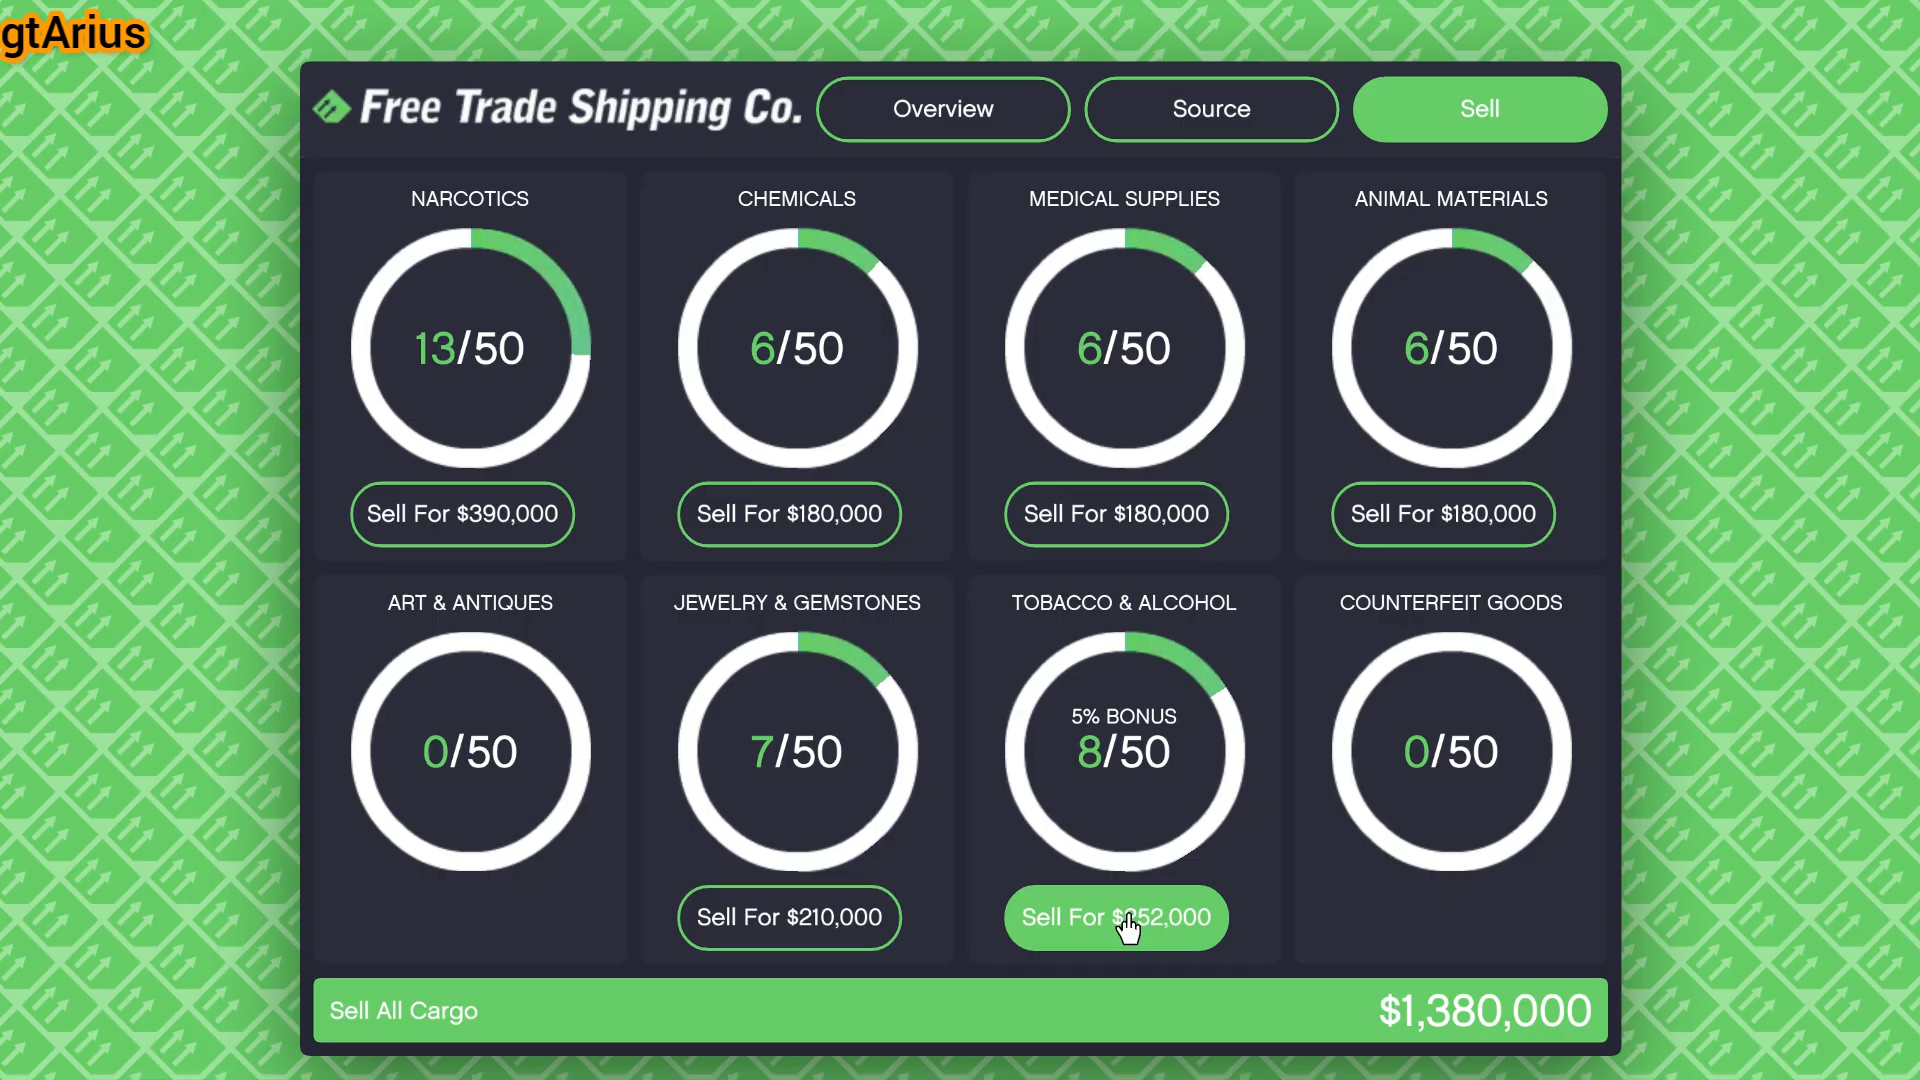 gtArius
Free Trade Shipping Co.
Overview
Source
Sell
NARCOTICS
CHEMICALS
MEDICAL SUPPLIES
ANIMAL MATERIALS
13/50
6/50
6/50
6/50
Sell For $390,000
Sell For $180,000
Sell For $180,000
Sell For $180,000
ART & ANTIQUES
JEWELRY & GEMSTONES
TOBACCO & ALCOHOL
COUNTERFEIT GOODS
0/50
7/50
5% BONUS
8/50
0/50
Sell For $210,000
Sell For $252,000
Sell All Cargo
$1,380,000